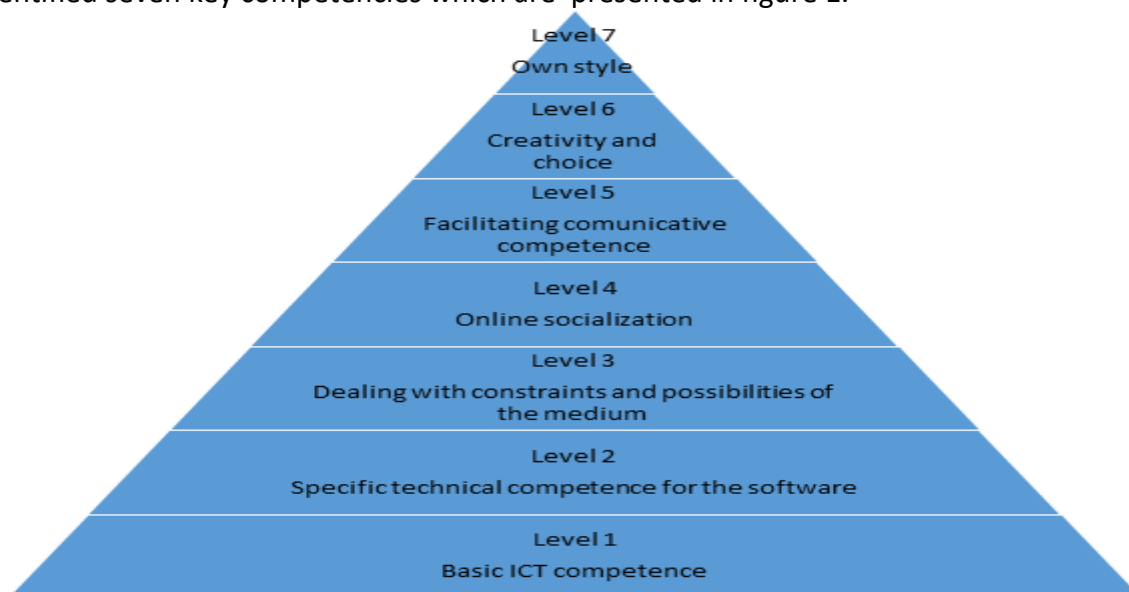 entified seven key competencies which are presented in figure 1.
Level 7
Own style
Level 6
Creativity and
choice
Level 5
Facilitating comunicative
competence
Level 4
Online socialization
Level 3
Dealing with constraints and possibilities of
the medium
Level 2
Specific technical competence for the software
Level 1
Basic ICT competence